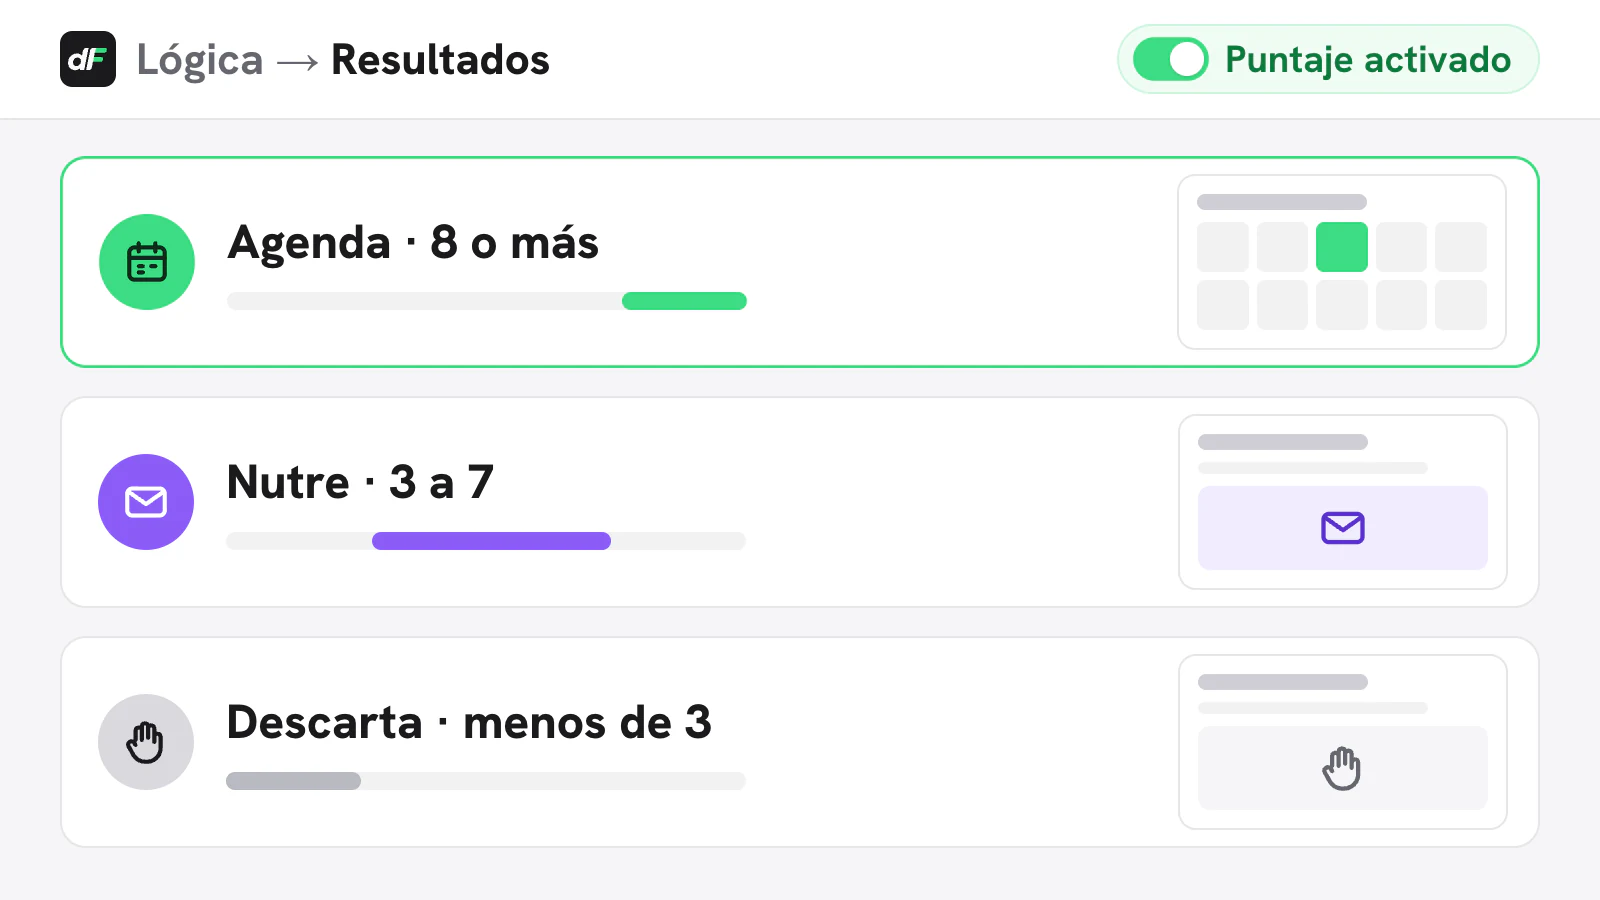 dF Lógica → Resultados
Puntaje activado
Agenda · 8 o más
Nutre · 3 a 7
Descarta · menos de 3